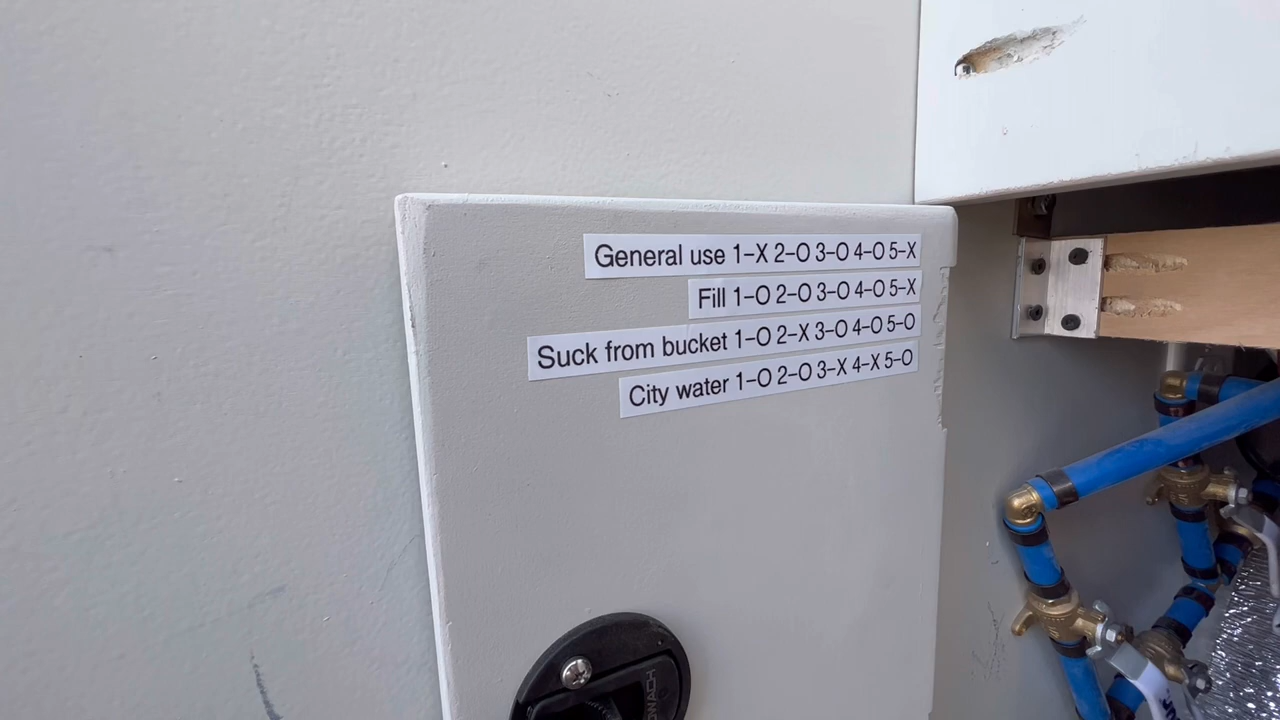 General use 1-X 2-O 3-O 4-O 5-X
Fill 1-O 2-O 3-O 4-O 5-X
Suck from bucket 1-O 2-X 3-O 4-O 5-O
City water 1-O 2-O 3-X 4-X 5-O